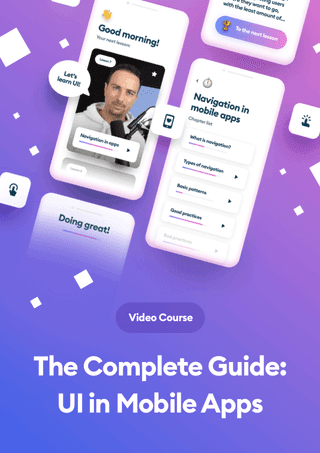 they want to go,
with the least amount of...
To the next lesson
Good morning!
Your next lesson:
Lesson 1
Let's
learn UI!
Navigation in apps
Navigation in
mobile apps
Chapter list
What is navigation?
Types of navigation
Basic patterns
Good practices
Doing great!
Video Course
The Complete Guide:
UI in Mobile Apps